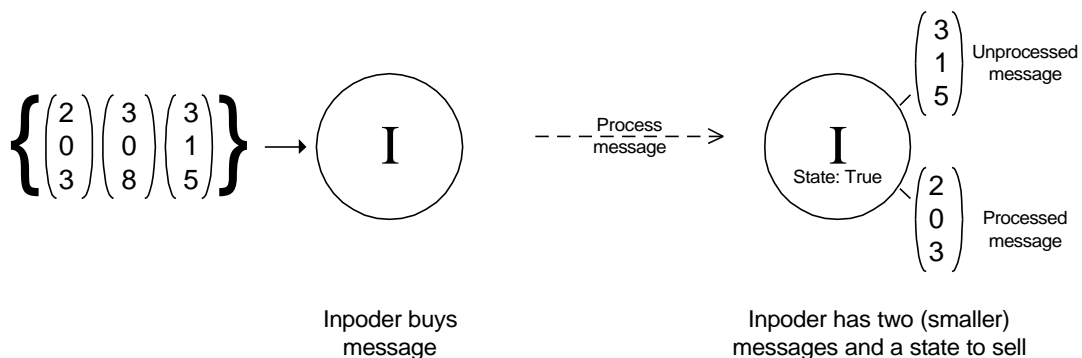 { (2 0 3) (3 0 8) (3 1 5) }
I
Inpoder buys
message
Process
message
I
State: True
3
1
5
Unprocessed
message
2
0
3
Processed
message
Inpoder has two (smaller)
messages and a state to sell